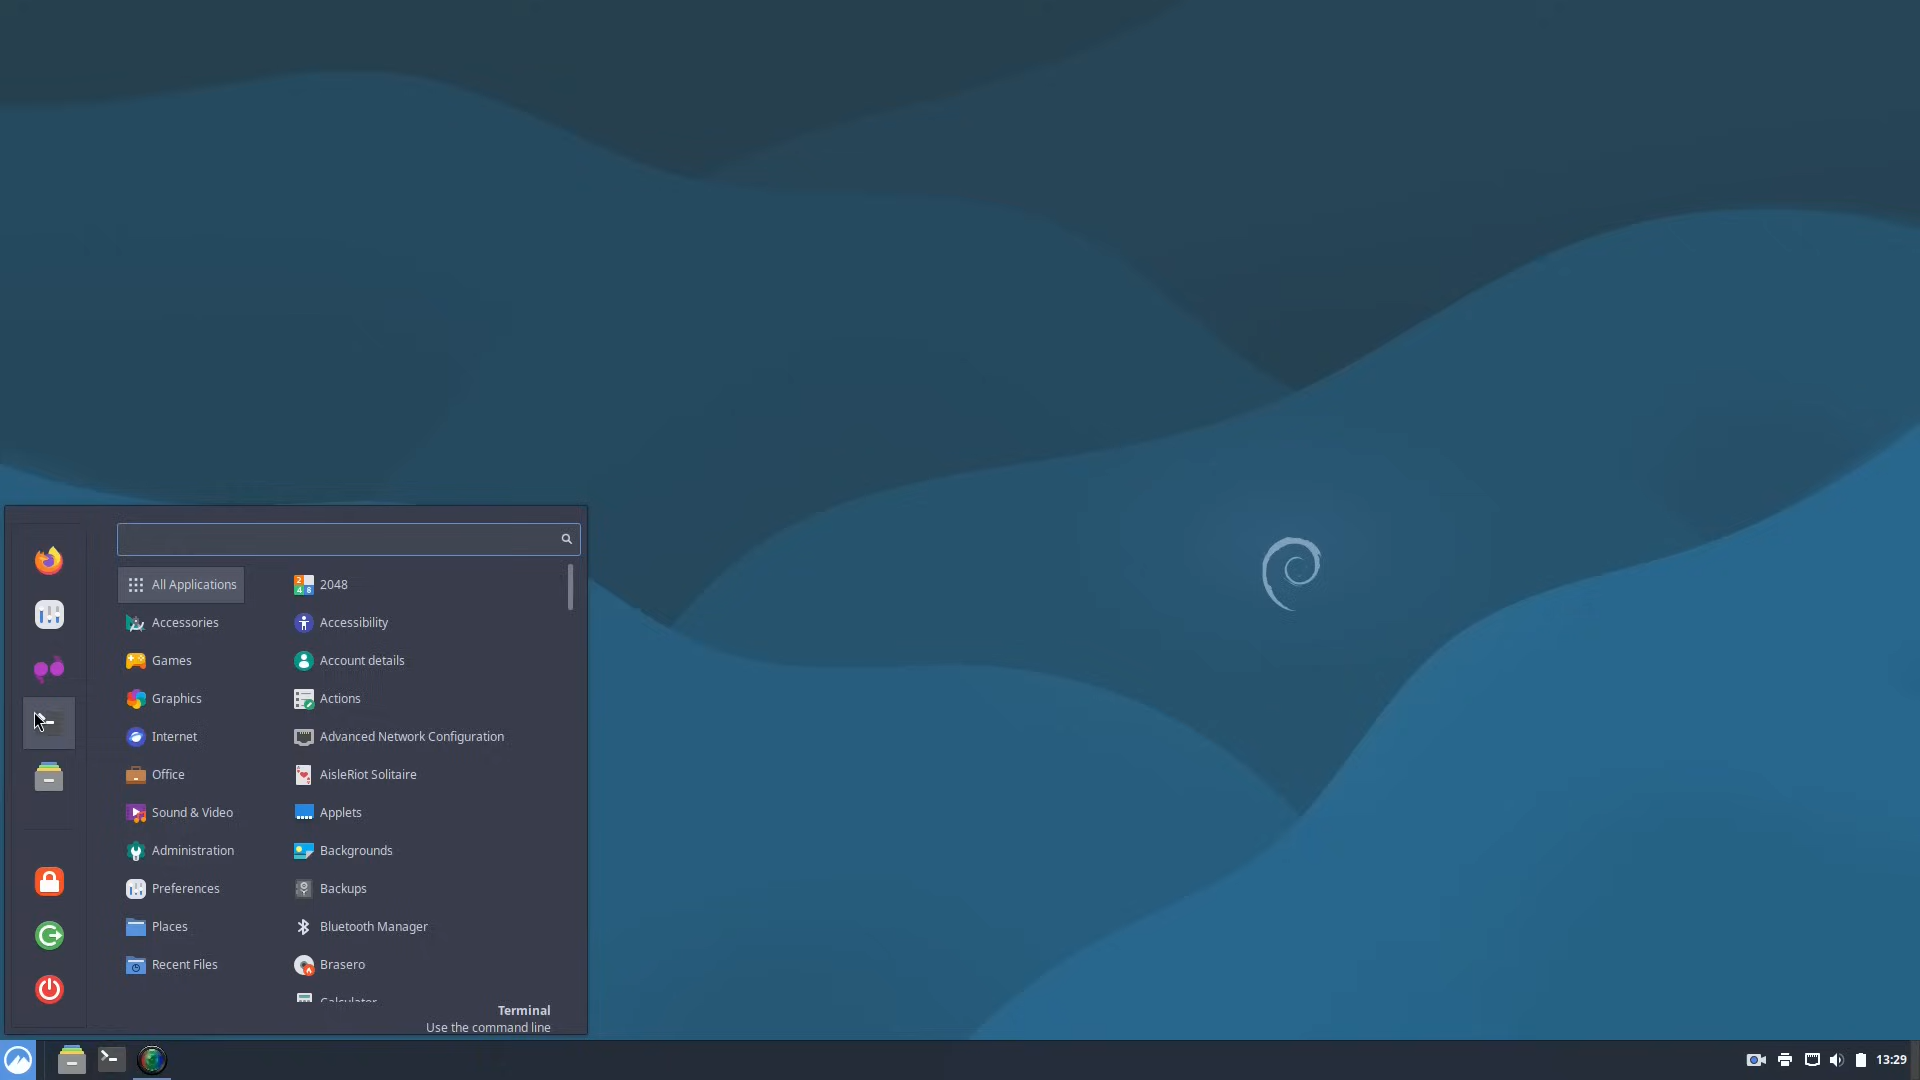 All Applications
Accessories
Games
Graphics
Internet
Office
Sound & Video
Administration
Preferences
Places
Recent Files
2048
Accessibility
Account details
Actions
Advanced Network Configuration
AisleRiot Solitaire
Applets
Backgrounds
Backups
Bluetooth Manager
Brasero
Calculator
Terminal
Use the command line
13:29